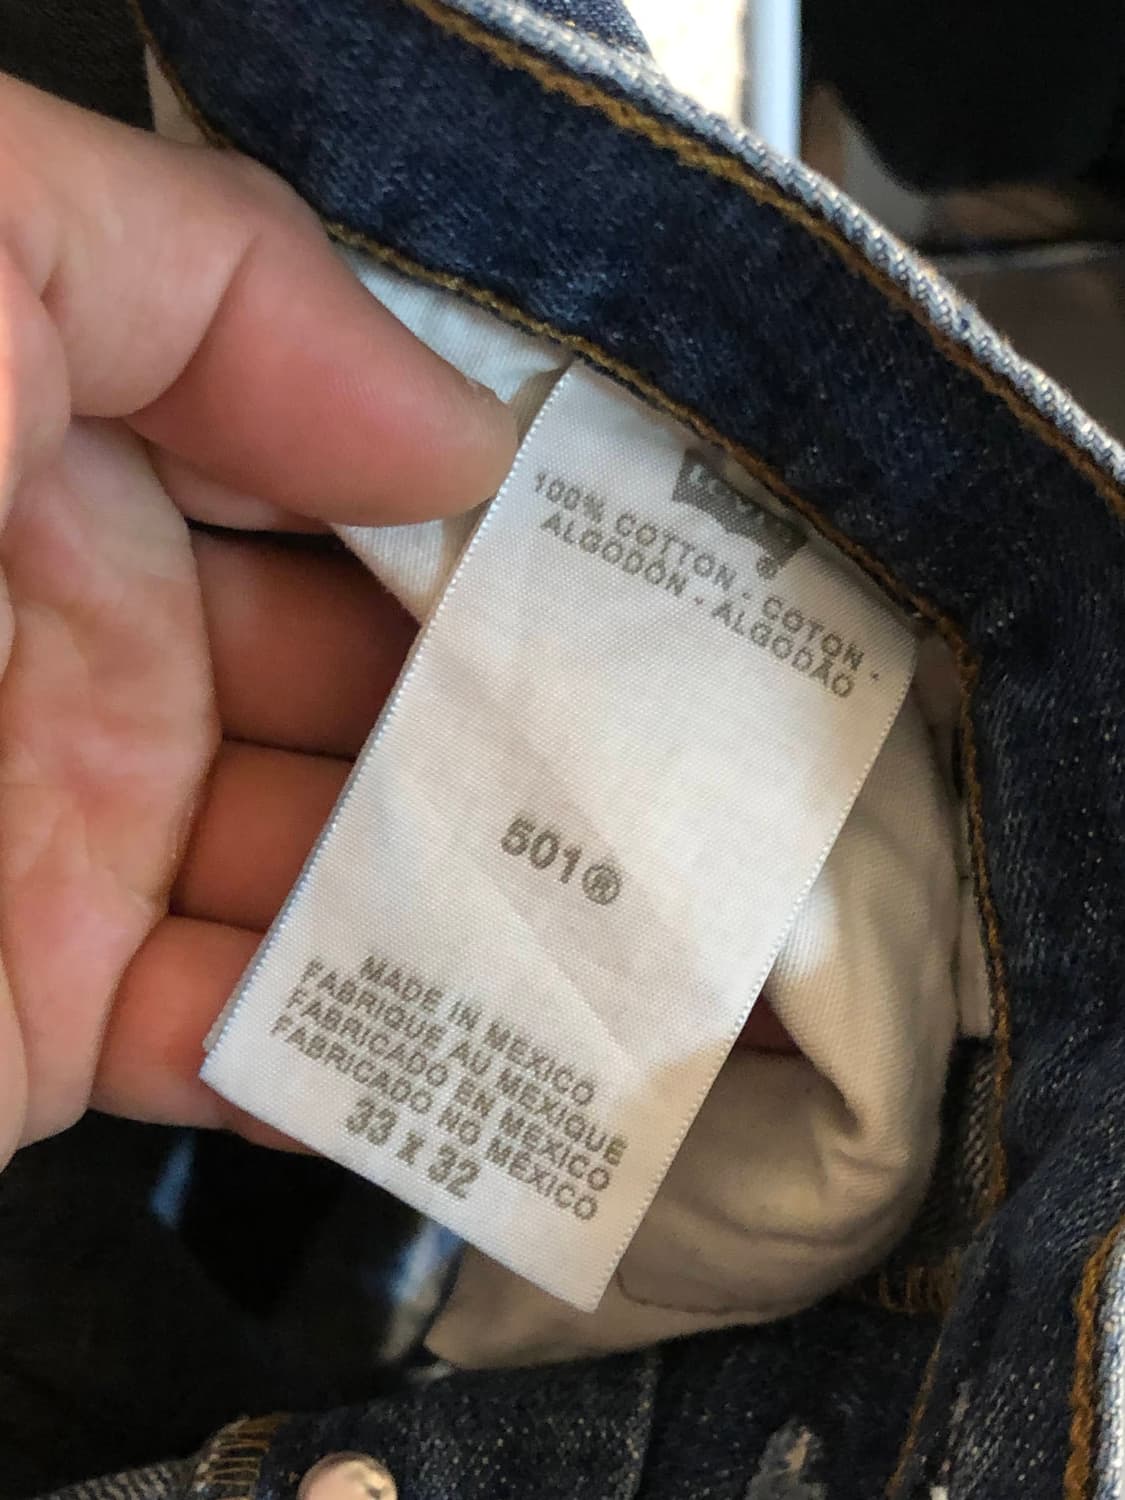 ®
100% COTTON - COTON -
ALGODÓN - ALGODÃO
501®
MADE IN MEXICO
FABRIQUE AU MEXIQUE
FABRICADO EN MEXICO
FABRICADO NO MÉXICO
33 X 32